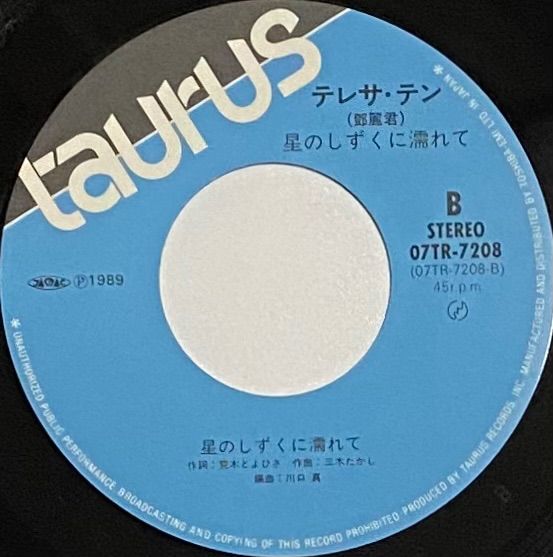 taurus
テレサ・テン
(鄧麗君)
星のしずくに濡れて
B
STEREO
07TR-7208
(07TR-7208-B)
45r.p.m.
JASRAC ℗1989
星のしずくに濡れて
作詞：荒木とよひさ 作曲：三木たかし
編曲：川口 真
* UNAUTHORIZED PUBLIC PERFORMANCE BROADCASTING AND COPYING OF THIS RECORD PROHIBITED. PRODUCED BY TAURUS RECORDS, INC. MANUFACTURED AND DISTRIBUTED BY TOSHIBA EMI LTD IN JAPAN *